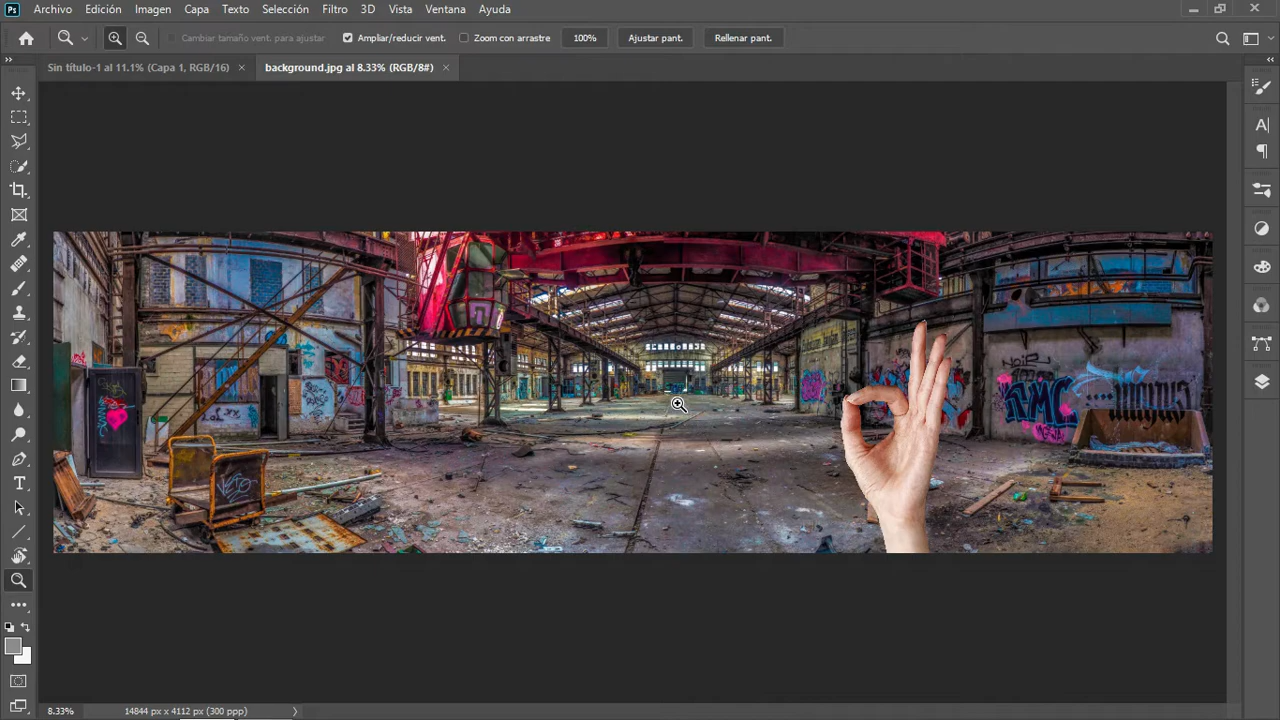 Ps Archivo Edición Imagen Capa Texto Selección Filtro 3D Vista Ventana Ayuda
Cambiar tamaño vent. para ajustar Ampliar/reducir vent. Zoom con arrastre 100% Ajustar pant. Rellenar pant.
Sin título-1 al 11.1% (Capa 1, RGB/16) background.jpg al 8.33% (RGB/8#)
8.33% 14844 px x 4112 px (300 ppp)